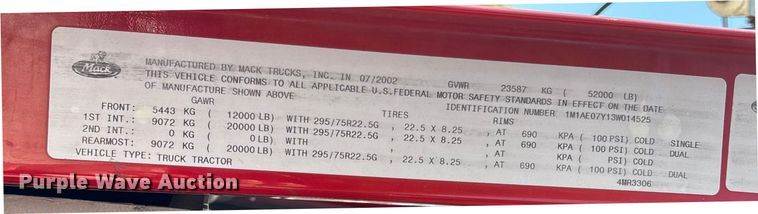 Mack
MANUFACTURED BY MACK TRUCKS, INC. IN 07/2002 GVWR 23587 KG ( 52000 LB)
THIS VEHICLE CONFORMS TO ALL APPLICABLE U.S.FEDERAL MOTOR SAFETY STANDARDS IN EFFECT ON THE DATE
OF MANUFACTURE SHOWN ABOVE IDENTIFICATION NUMBER 1M1AE07Y13W014525
GAWR TIRES RIMS
FRONT: 5443 KG ( 12000 LB) WITH 295/75R22.5G , 22.5 X 8.25 ,AT 690 KPA ( 100 PSI) COLD SINGLE
1ST INT.: 9072 KG ( 20000 LB) WITH 295/75R22.5G , 22.5 X 8.25 ,AT 690 KPA ( 100 PSI) COLD DUAL
2ND INT.: 0 KG ( 0 LB) WITH , ,AT KPA ( PSI) COLD
REARMOST: 9072 KG ( 20000 LB) WITH 295/75R22.5G , 22.5 X 8.25 ,AT 690 KPA ( 100 PSI) COLD DUAL
VEHICLE TYPE: TRUCK TRACTOR
4MR3306
Purple Wave Auction